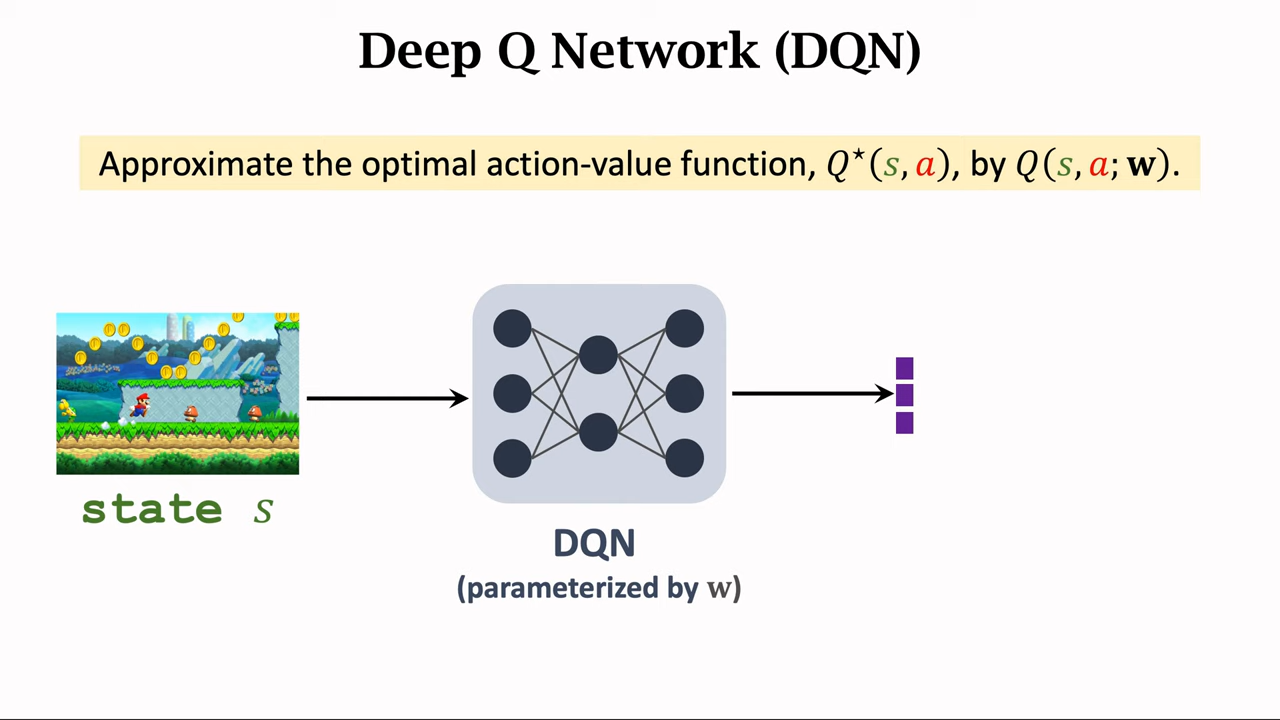 Deep Q Network (DQN)
Approximate the optimal action-value function, Q⋆(s, a), by Q(s, a; w).
state s
DQN
(parameterized by w)